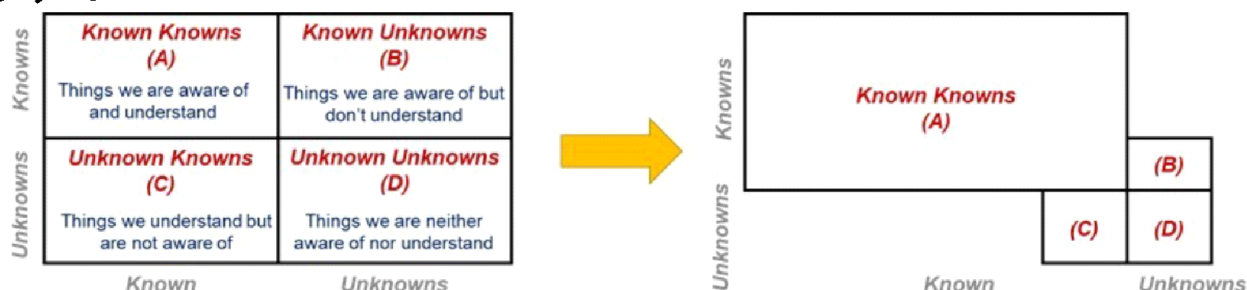 Known Knowns
(A)
Things we are aware of
and understand
Known Unknowns
(B)
Things we are aware of but
don't understand
Unknown Knowns
(C)
Things we understand but
are not aware of
Unknown Unknowns
(D)
Things we are neither
aware of nor understand
Knowns
Unknowns
Known
Unknowns
Known Knowns
(A)
(B)
(C)
(D)
Knowns
Unknowns
Known
Unknowns